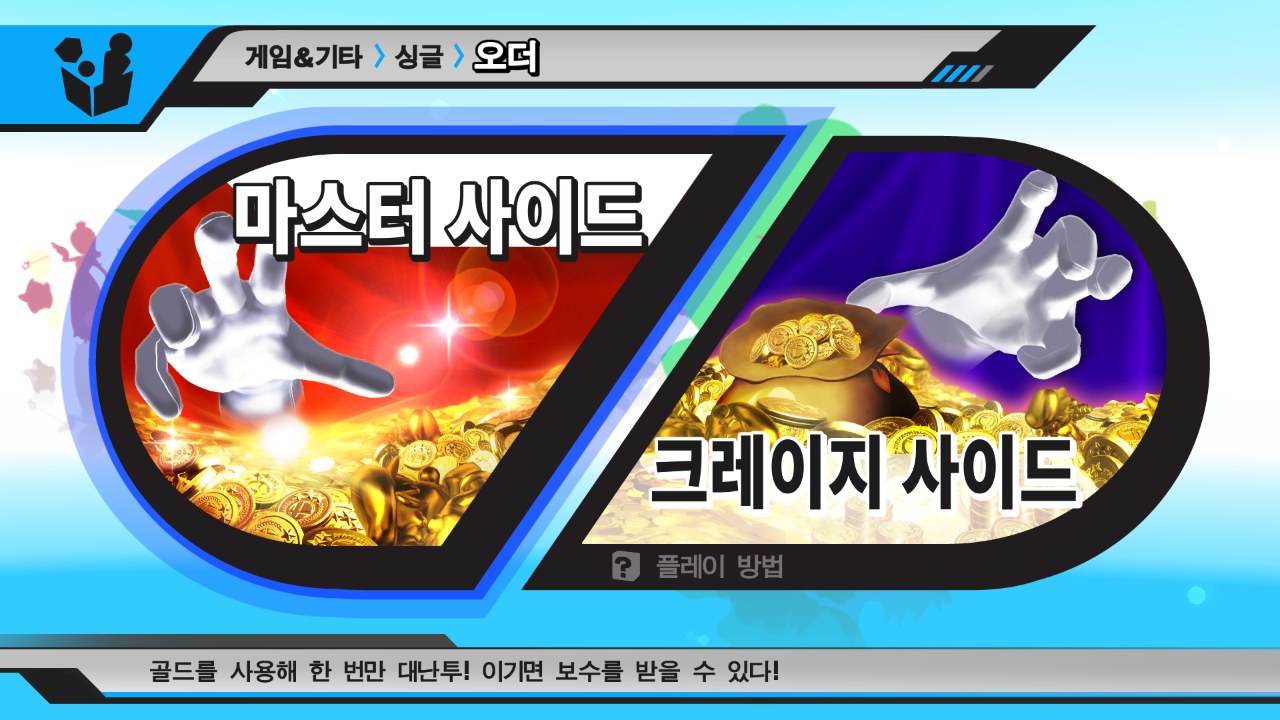 게임&기타 > 싱글 > 오더
마스터 사이드
크레이지 사이드
? 플레이 방법
골드를 사용해 한 번만 대난투! 이기면 보수를 받을 수 있다!